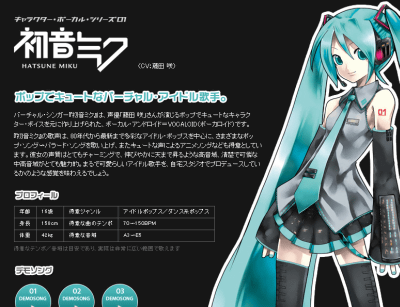 キャラクター・ボーカル・シリーズ01
初音ミク
HATSUNE MIKU
(CV:藤田 咲)
ポップでキュートなバーチャル・アイドル歌手。
バーチャル・シンガー『初音ミク』は、声優「藤田 咲」さんが演じるポップでキュートなキャラ
クター・ボイスを元に作り上げられた、ボーカル・アンドロイド=VOCALOID(ボーカロイド)です。
『初音ミク』の歌声は、80年代から最新まで多彩なアイドル・ポップスを中心に、さまざまなポッ
プ・ソングーバラード・ソングを歌い上げ、またキュートな声によるアニメソングなども得意としてい
ます。彼女の声質はとてもチャーミングで、伸びやかに天まで昇るような高音域、清楚で可憐な
中高音域がとても魅力的。まるで可愛らしいアイドル歌手を、自宅スタジオでプロデュースしてい
るかのような感覚を味わえるでしょう。
プロフィール
年齢 16歳 得意ジャンル アイドルポップス/ダンス系ポップス
身長 158cm 得意な曲のテンポ 70~150BPM
体重 42kg 得意な音域 A3~E5
得意なテンポ/音域は目安であり、実際は非常に広い範囲で歌えます
デモソング
01 DEMOSONG
02 DEMOSONG
03 DEMOSONG
01